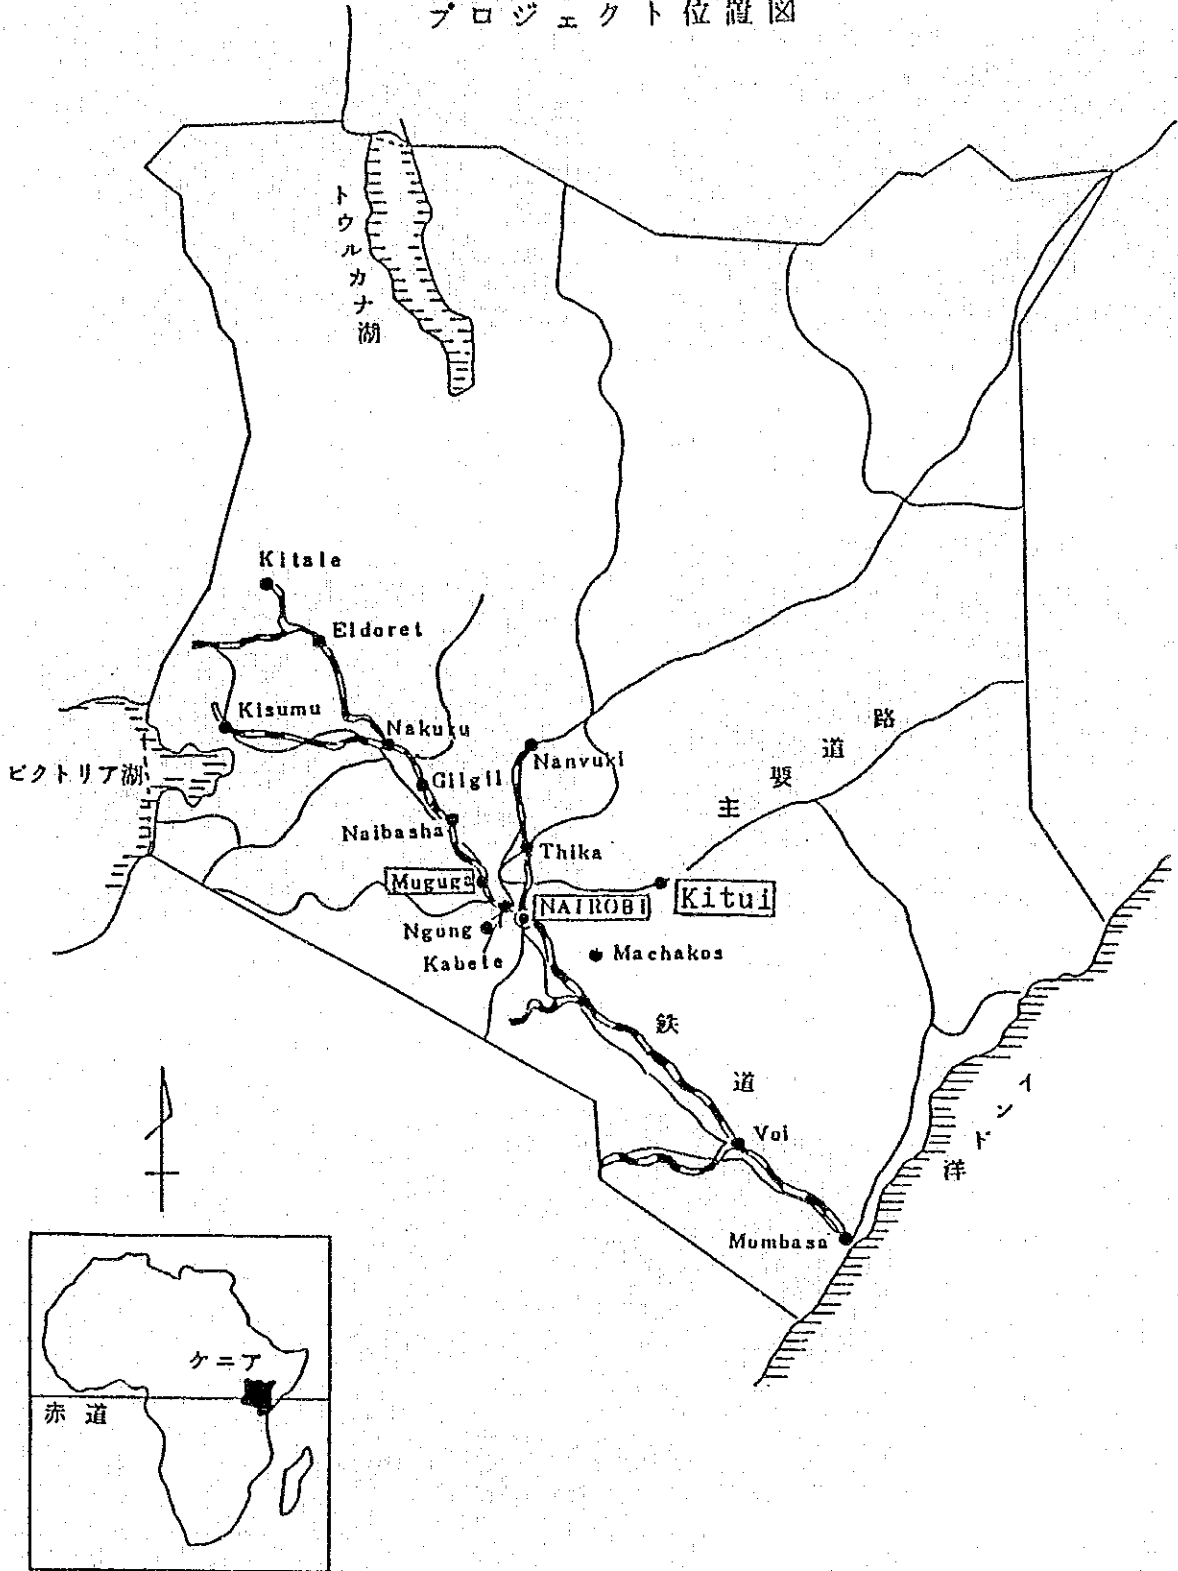 プロジェクト位置図
トウルカナ湖
Kitale
Eldoret
Kisumu
Nakuru
Nanvuki
ビクトリア湖
Gilgil
主要道路
Naibasha
Thika
Muguga
Kitui
NAIROBI
Ngong
Kabete
Machakos
鉄道
インド洋
Voi
Mombasa
ケニア
赤道